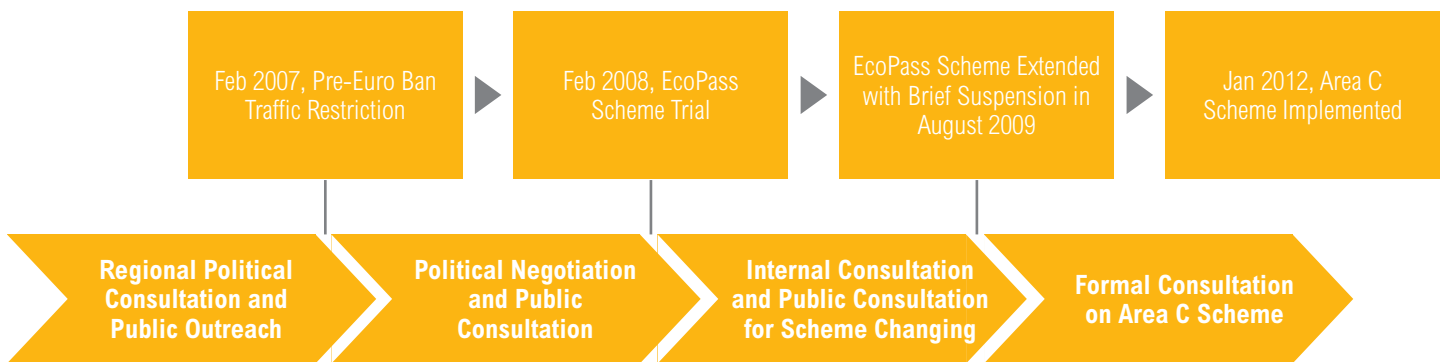 Feb 2007, Pre-Euro Ban
Traffic Restriction
Feb 2008, EcoPass
Scheme Trial
EcoPass Scheme Extended
with Brief Suspension in
August 2009
Jan 2012, Area C
Scheme Implemented
Regional Political
Consultation and
Public Outreach
Political Negotiation
and Public
Consultation
Internal Consultation
and Public Consultation
for Scheme Changing
Formal Consultation
on Area C Scheme